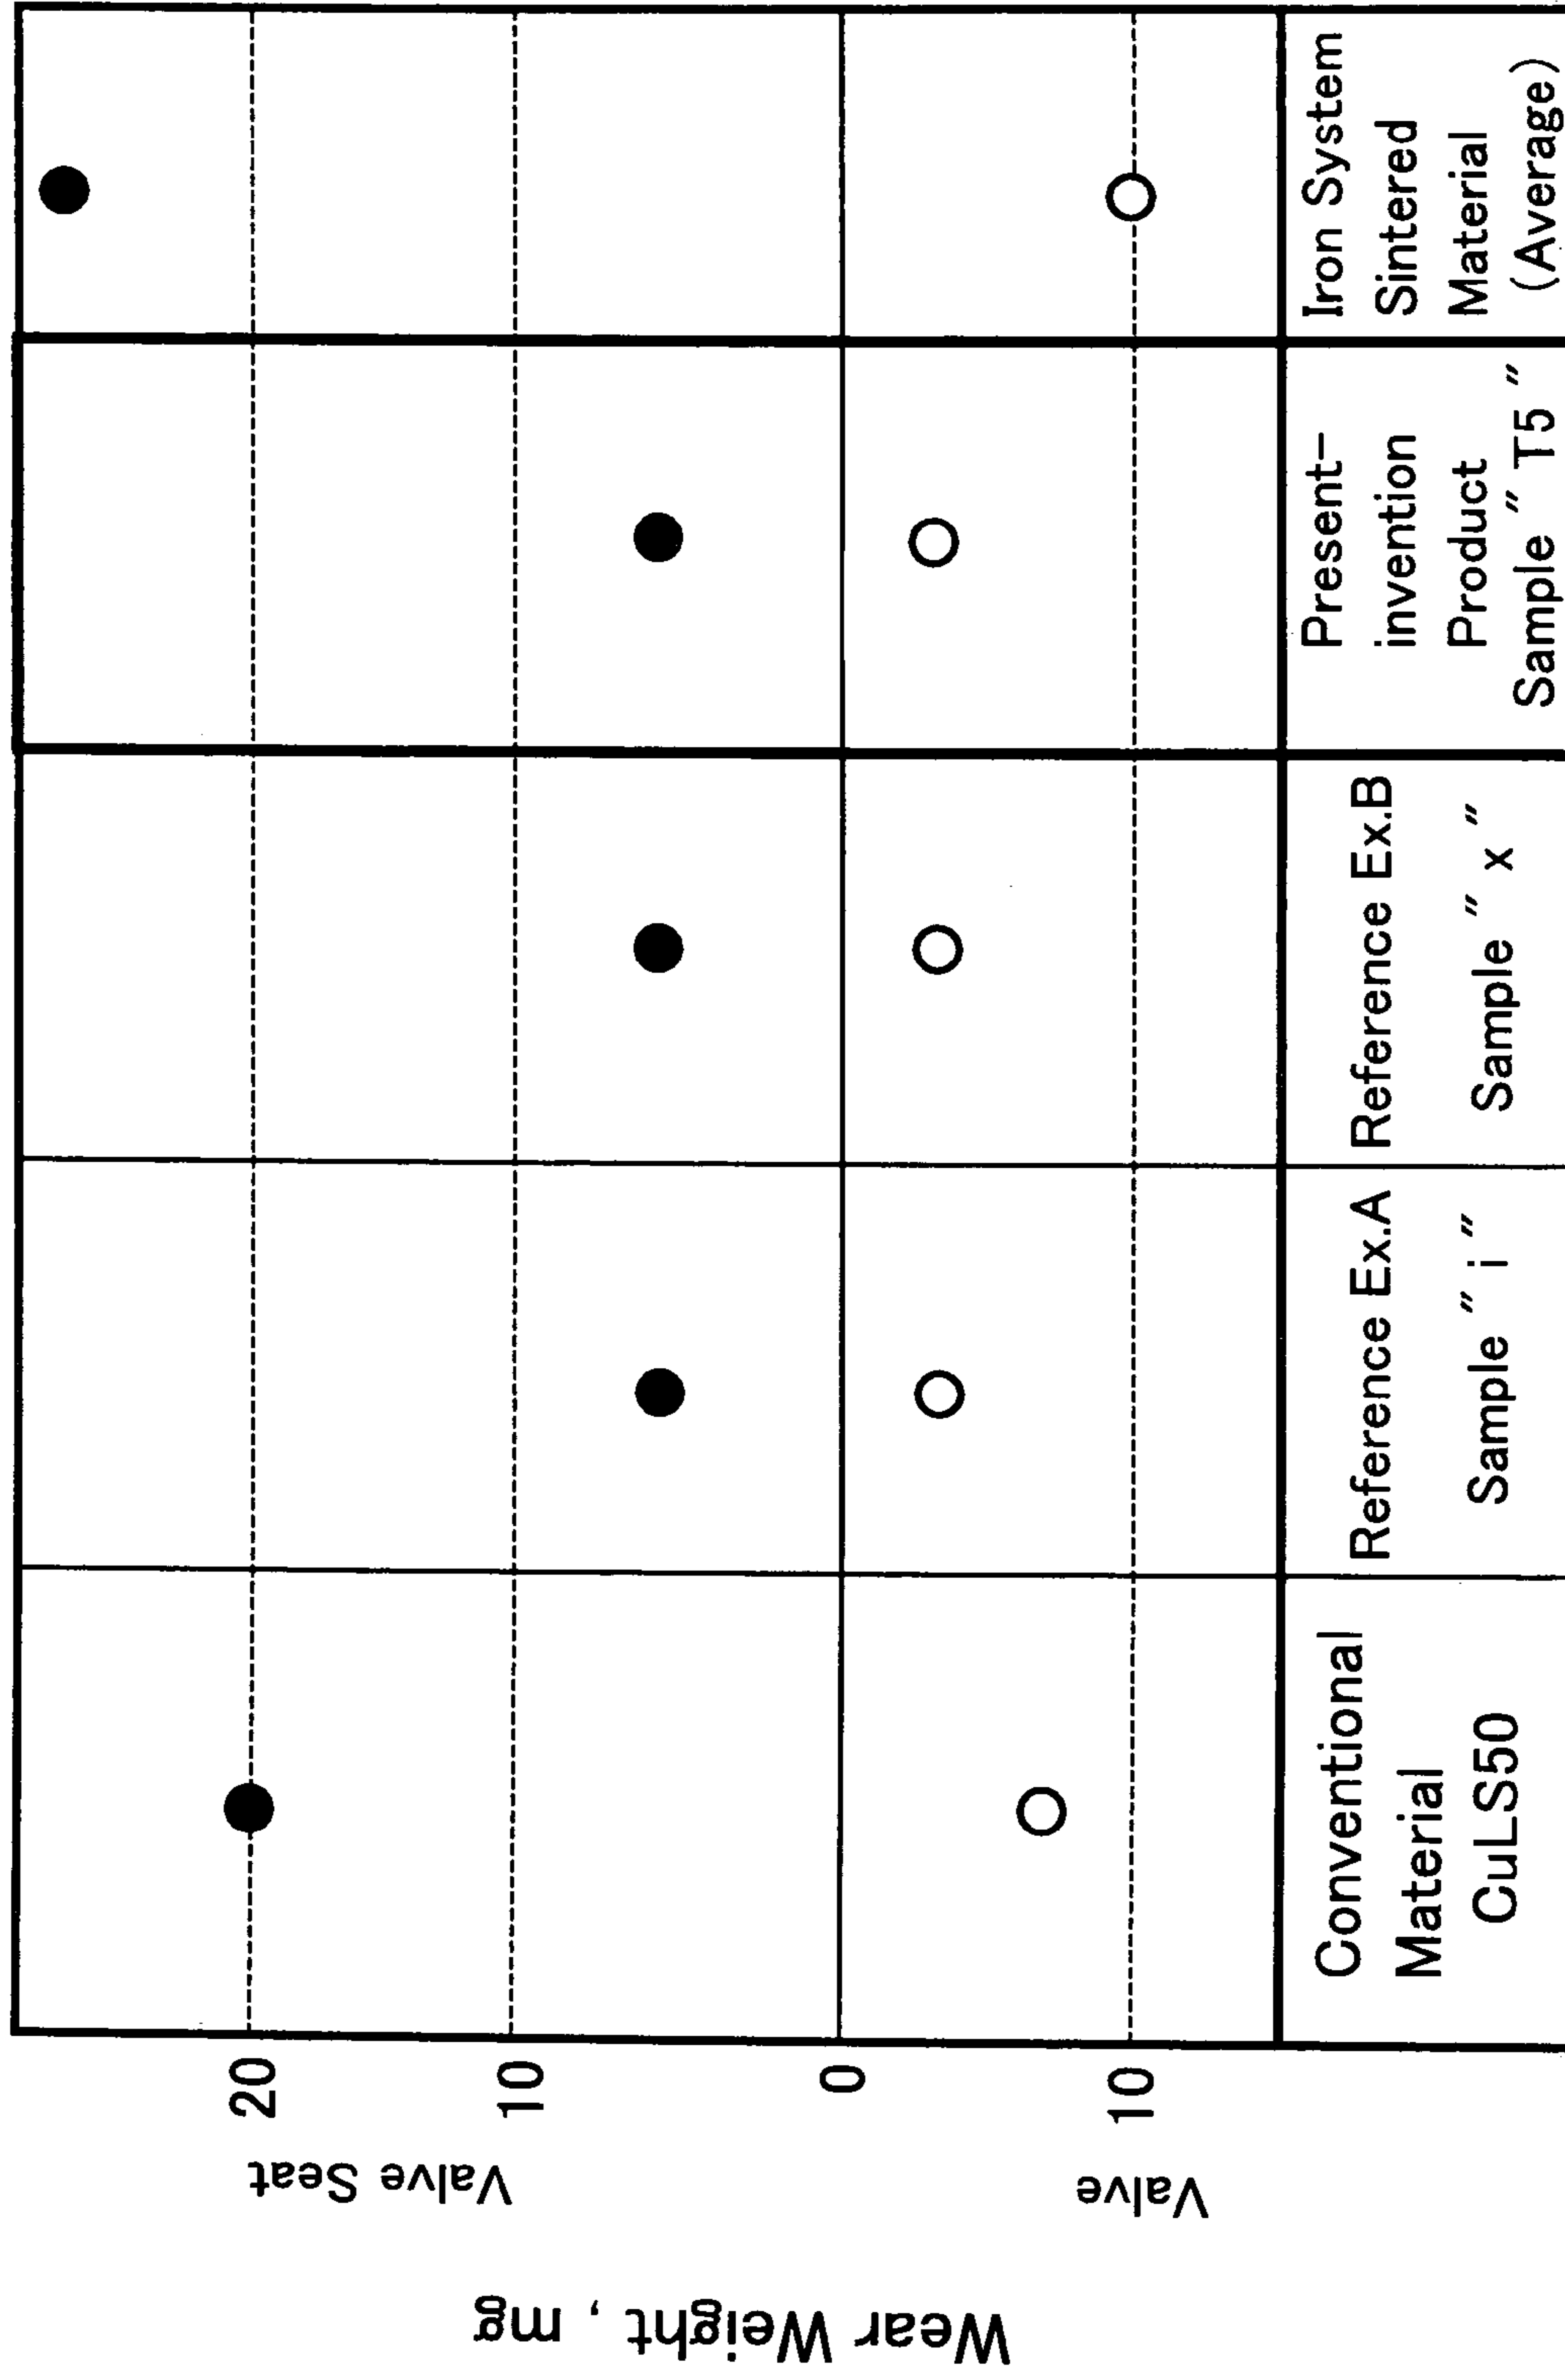 Wear Weight , mg
Valve Seat
Valve
20
10
0
10
Conventional
Material
CuLS50
Reference Ex.A
Sample " i "
Reference Ex.B
Sample " x "
Present-
invention
Product
Sample " T5 "
Iron System
Sintered
Material
(Average)